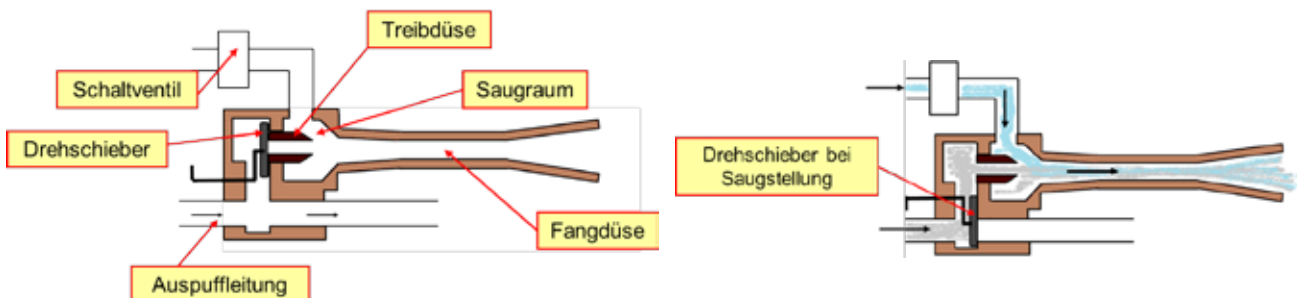 Treibdüse
Schaltventil
Saugraum
Drehschieber
Fangdüse
Auspuffleitung
Drehschieber bei
Saugstellung